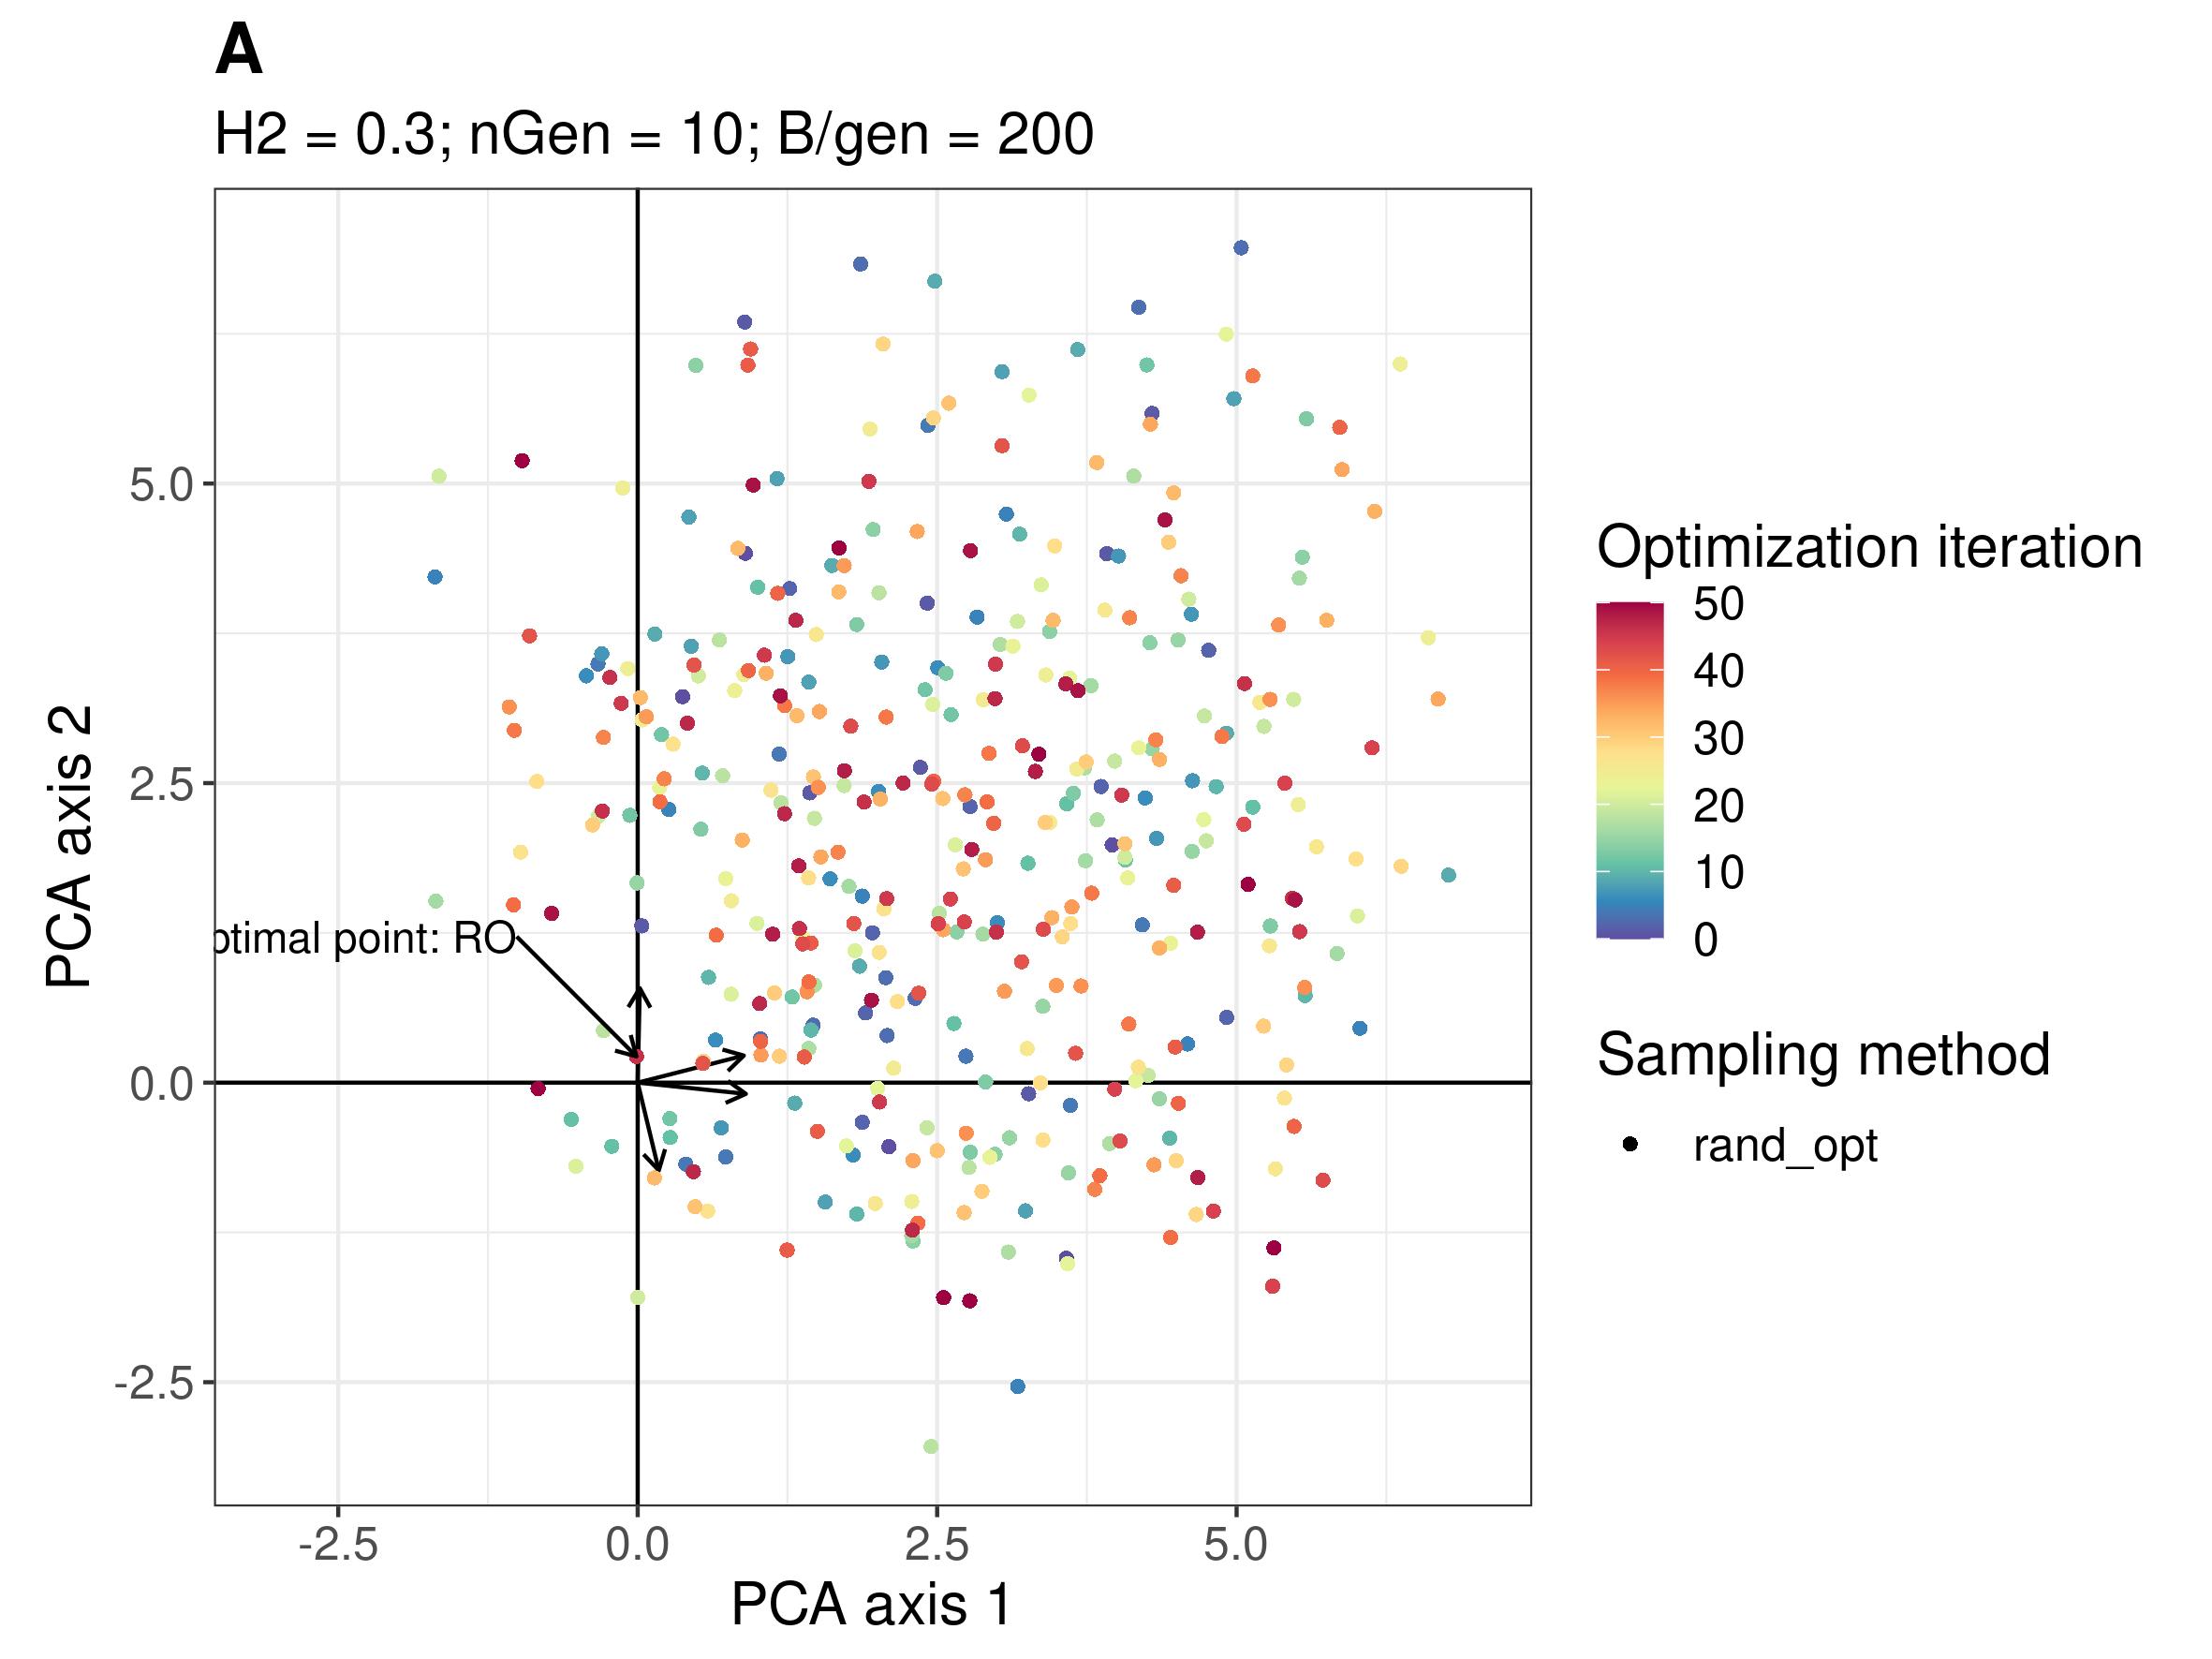 A
H2 = 0.3; nGen = 10; B/gen = 200
PCA axis 2
5.0
2.5
0.0
-2.5
ptimal point: RO
-2.5
0.0
2.5
5.0
PCA axis 1
Optimization iteration
50
40
30
20
10
0
Sampling method
rand_opt